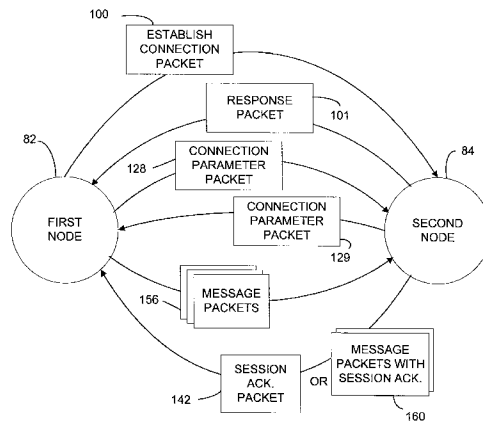 100
ESTABLISH
CONNECTION
PACKET
RESPONSE
PACKET
101
82
84
128
CONNECTION
PARAMETER
PACKET
FIRST
NODE
CONNECTION
PARAMETER
PACKET
SECOND
NODE
129
156
MESSAGE
PACKETS
SESSION
ACK.
PACKET
OR
MESSAGE
PACKETS WITH
SESSION ACK.
142
160